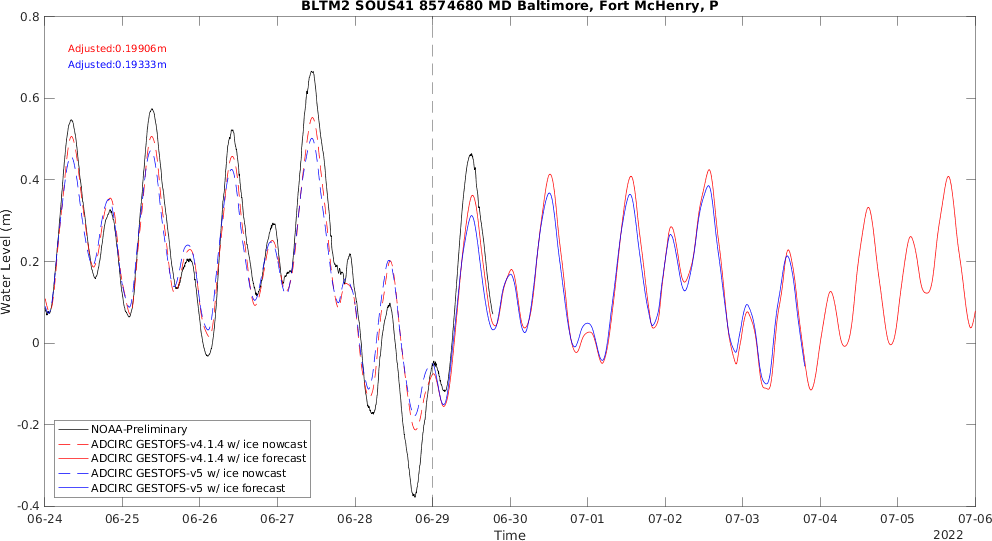 BLTM2 SOUS41 8574680 MD Baltimore, Fort McHenry, P
Adjusted:0.19906m
Adjusted:0.19333m
Water Level (m)
0.8
0.6
0.4
0.2
0
-0.2
-0.4
NOAA-Preliminary
ADCIRC GESTOFS-v4.1.4 w/ ice nowcast
ADCIRC GESTOFS-v4.1.4 w/ ice forecast
ADCIRC GESTOFS-v5 w/ ice nowcast
ADCIRC GESTOFS-v5 w/ ice forecast
06-24 06-25 06-26 06-27 06-28 06-29 06-30 07-01 07-02 07-03 07-04 07-05 07-06
Time
2022